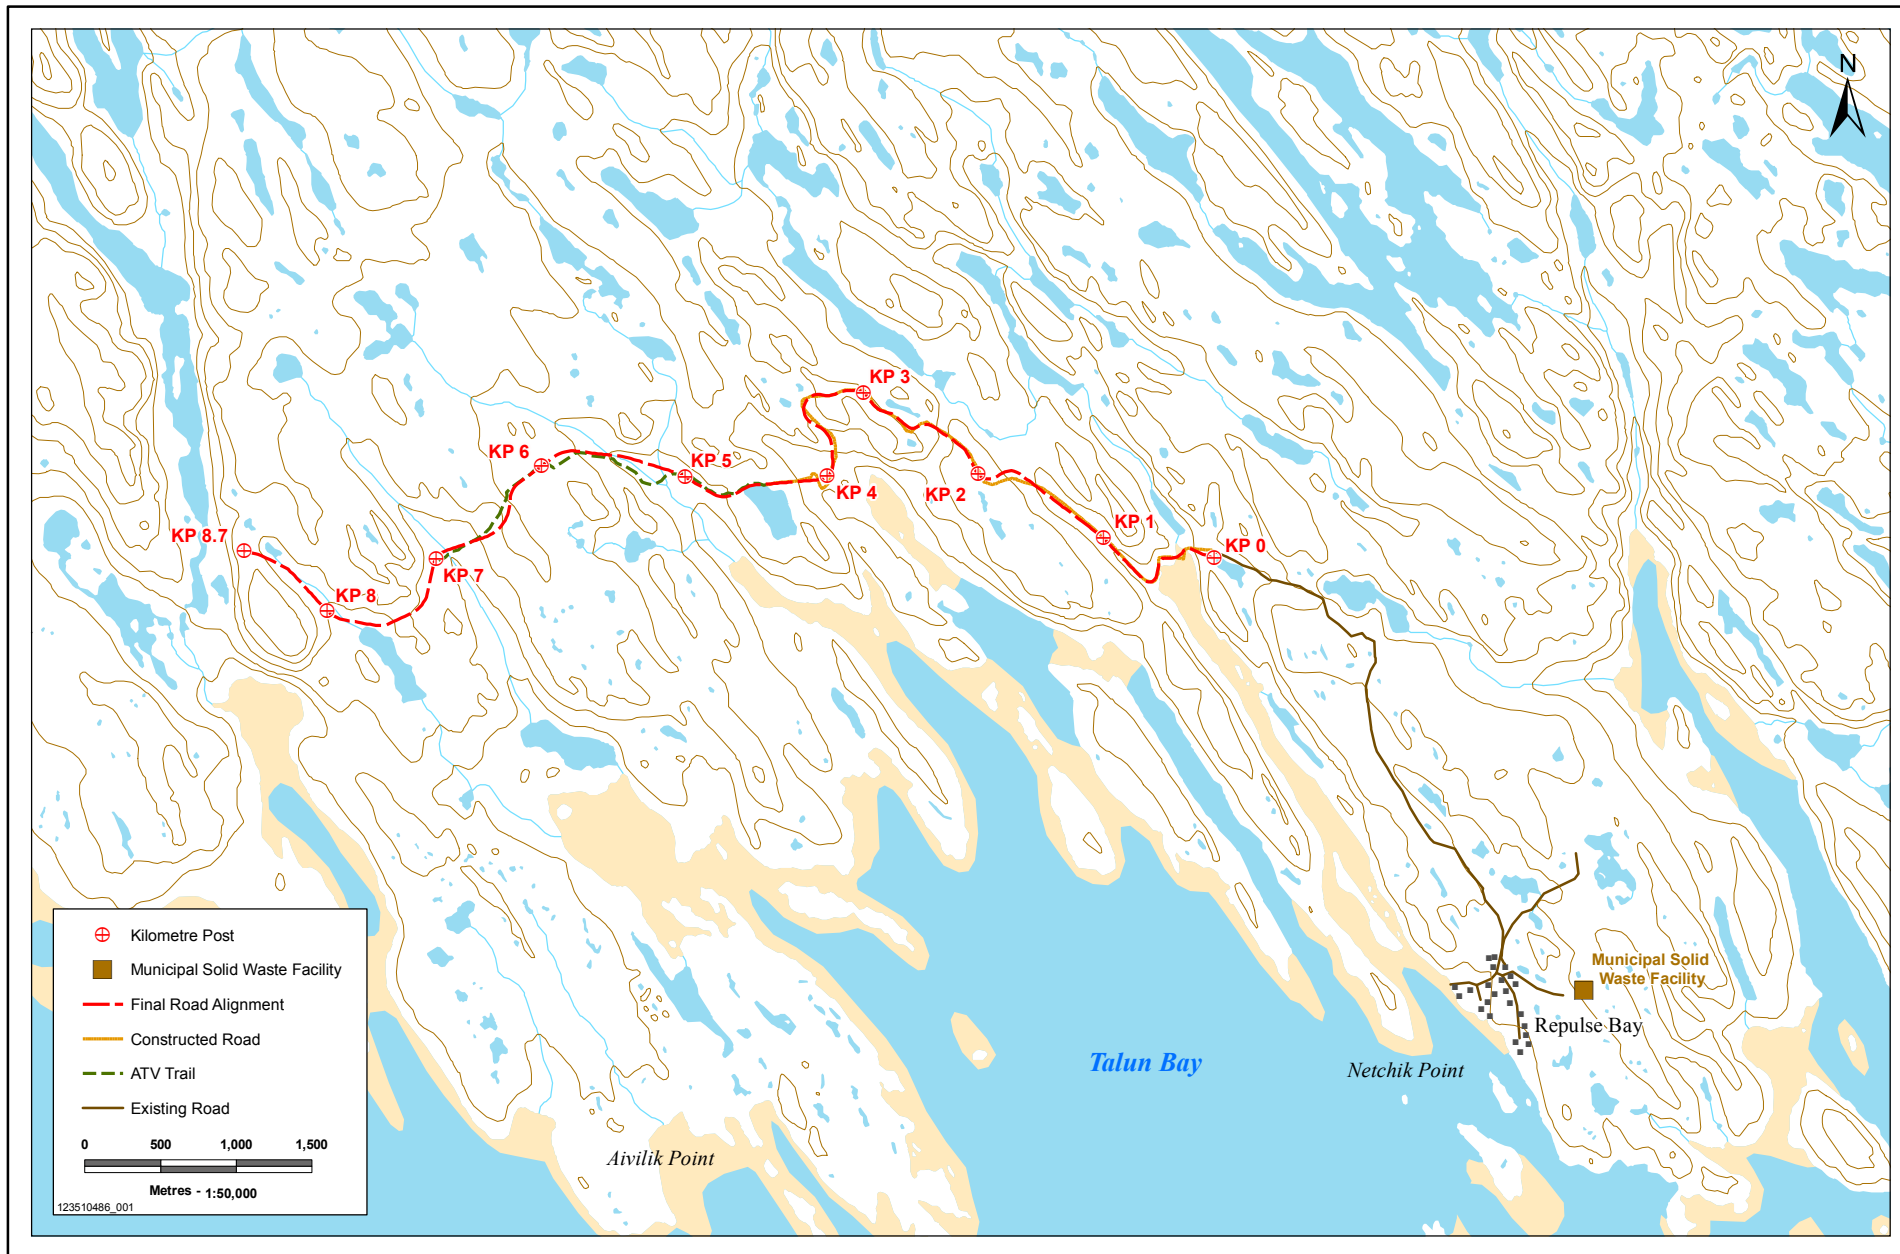 N
KP 3
KP 6
KP 5
KP 4
KP 2
KP 1
KP 0
KP 8.7
KP 7
KP 8
Municipal Solid
Waste Facility
Repulse Bay
Talun Bay
Netchik Point
Aivilik Point
Kilometre Post
Municipal Solid Waste Facility
Final Road Alignment
Constructed Road
ATV Trail
Existing Road
0 500 1,000 1,500
Metres - 1:50,000
123510486_001